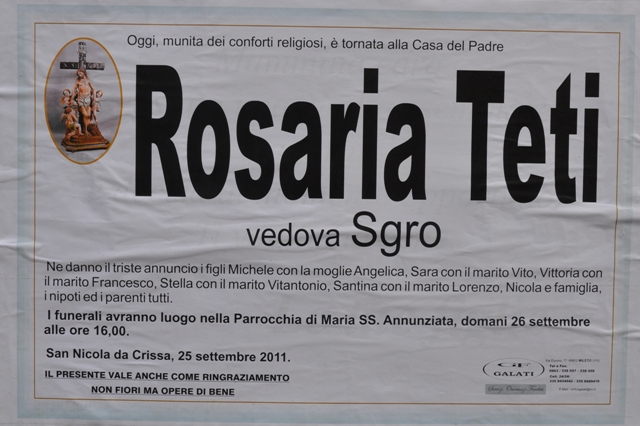 Oggi, munita dei conforti religiosi, è tornata alla Casa del Padre
Rosaria Teti
vedova Sgro
Ne danno il triste annuncio i figli Michele con la moglie Angelica, Sara con il marito Vito, Vittoria con
il marito Francesco, Stella con il marito Vitantonio, Santina con il marito Lorenzo, Nicola e famiglia,
i nipoti ed i parenti tutti.
I funerali avranno luogo nella Parrocchia di Maria SS. Annunziata, domani 26 settembre
alle ore 16,00.
San Nicola da Crissa, 25 settembre 2011.
IL PRESENTE VALE ANCHE COME RINGRAZIAMENTO
NON FIORI MA OPERE DI BENE
GF
GALATI
Tel e Fax.